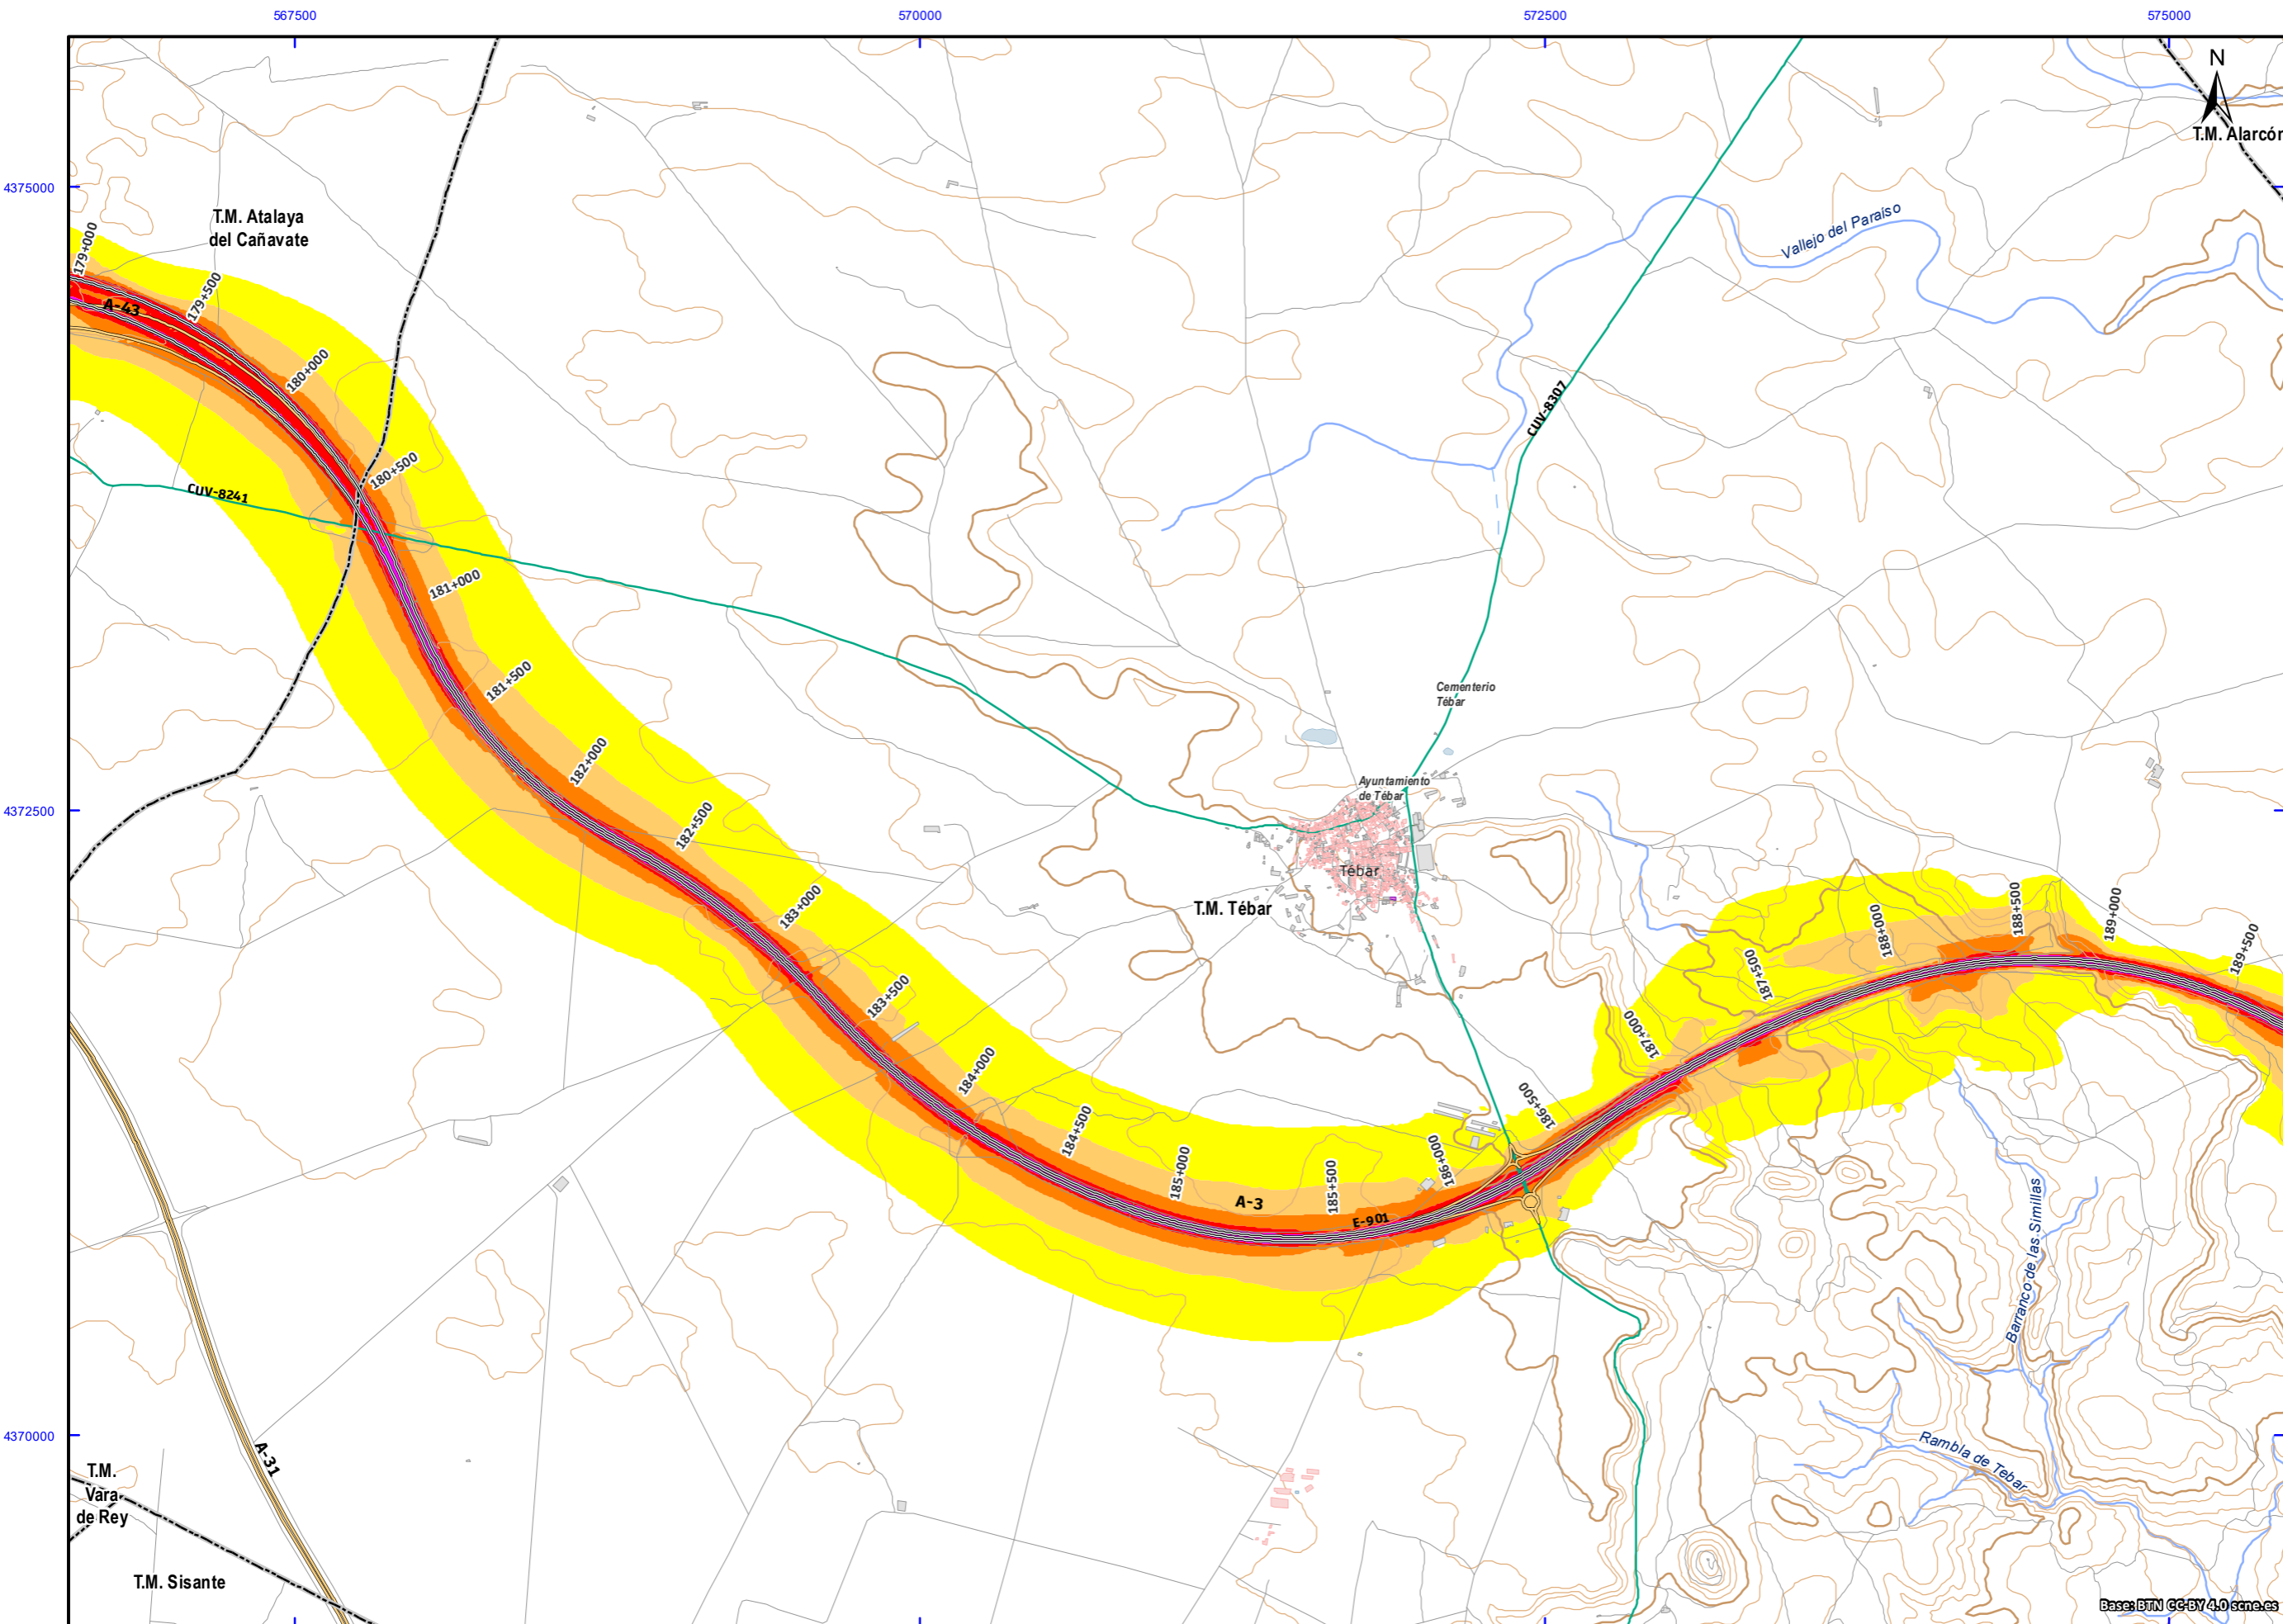 567500
570000
572500
575000
N
T.M. Alarcón
4375000
T.M. Atalaya
del Cañavate
Vallejo del Paraiso
179+000
179+500
A-43
180+000
CUV-8307
180+500
CUV-8241
181+000
181+500
Cementerio
Tébar
182+000
Ayuntamiento
de Tébar
4372500
182+500
Tébar
183+000
T.M. Tébar
188+000
188+500
189+000
189+500
187+500
183+500
187+000
184+000
186+500
184+500
186+000
185+000
185+500
A-3
E-901
Barranco de las Simillas
4370000
A-31
Rambla de Tebar
T.M.
Vara
de Rey
T.M. Sisante
Base: BTN CC-BY 4.0 scne.es